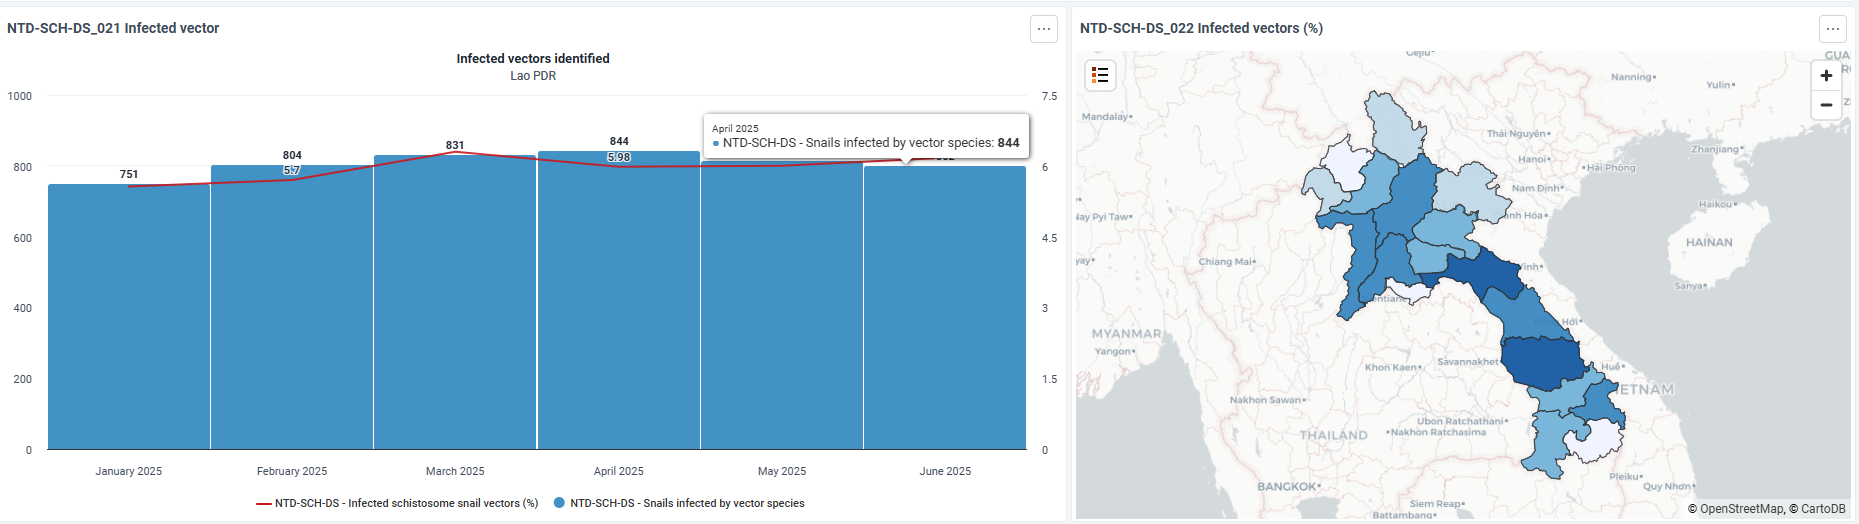 NTD-SCH-DS_021 Infected vector
Infected vectors identified
Lao PDR
1000
800
600
400
200
0
7.5
6
4.5
3
1.5
0
751
804
5.7
831
844
5.98
April 2025
NTD-SCH-DS - Snails infected by vector species: 844
January 2025
February 2025
March 2025
April 2025
May 2025
June 2025
NTD-SCH-DS - Infected schistosome snail vectors (%)
NTD-SCH-DS - Snails infected by vector species
NTD-SCH-DS_022 Infected vectors (%)
+
−
Gejiu
Nanning
Yulin
Mandalay
Thái Nguyên
Zhanjiang
Hanoi
Hải Phòng
Nam Định
Haikou
HAINAN
Chiang Mai
Sanya
MYANMAR
Yangon
Savannakhet
Khon Kaen
Huế
Nakhon Sawan
Ubon Ratchathani
Nakhon Ratchasima
THAILAND
BANGKOK
Pleiku
Quy Nhơn
Siem Reap
Battambang
© OpenStreetMap, © CartoDB